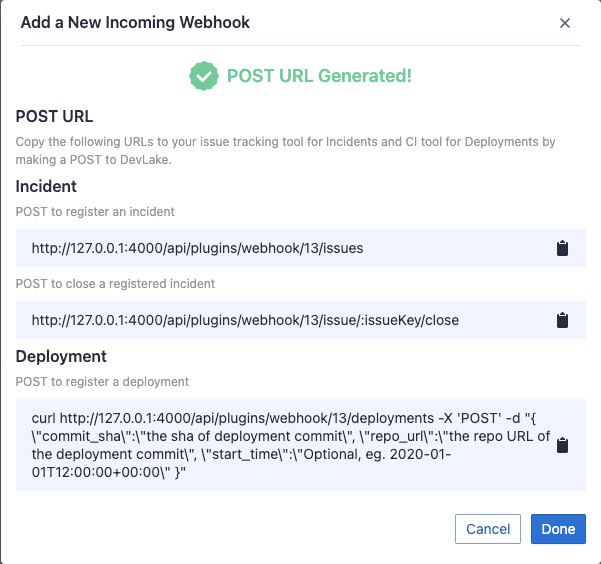 Add a New Incoming Webhook
POST URL Generated!
POST URL
Copy the following URLs to your issue tracking tool for Incidents and CI tool for Deployments by
making a POST to DevLake.
Incident
POST to register an incident
http://127.0.0.1:4000/api/plugins/webhook/13/issues
POST to close a registered incident
http://127.0.0.1:4000/api/plugins/webhook/13/issue/:issueKey/close
Deployment
POST to register a deployment
curl http://127.0.0.1:4000/api/plugins/webhook/13/deployments -X 'POST' -d "{
\"commit_sha\":\"the sha of deployment commit\", \"repo_url\":\"the repo URL of
the deployment commit\", \"start_time\":\"Optional, eg. 2020-01-
01T12:00:00+00:00\" }"
Cancel Done